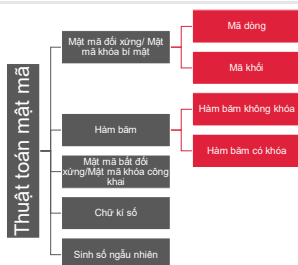 Thuật toán mật mã
Mật mã đối xứng/ Mật
mã khóa bí mật
Mã dòng
Mã khối
Hàm băm
Hàm băm không khóa
Hàm băm có khóa
Mật mã bất đối
xứng/Mật mã khóa công
khai
Chữ kí số
Sinh số ngẫu nhiên